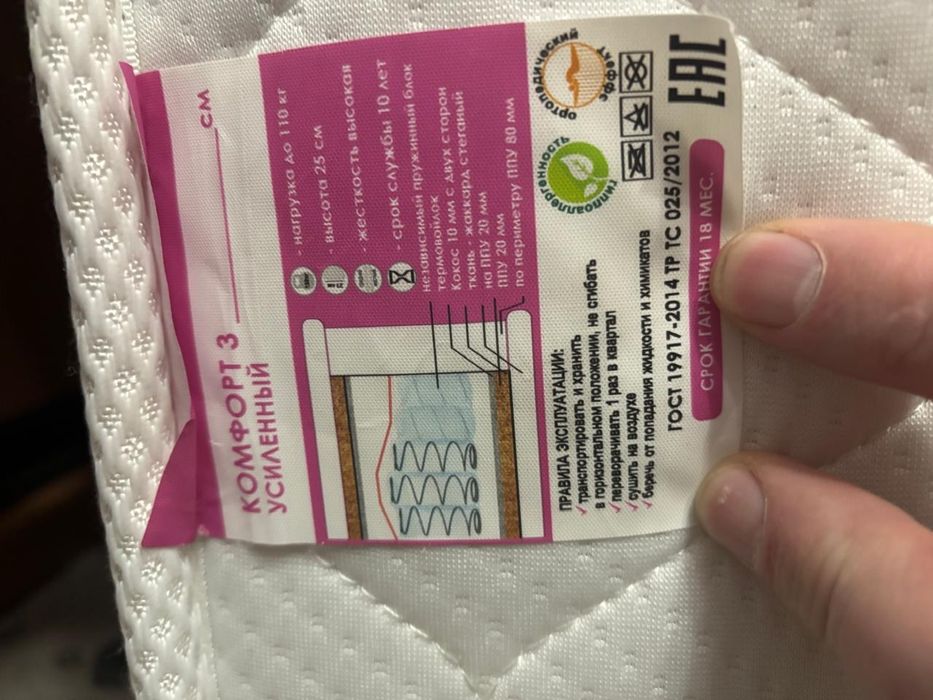 КОМФОРТ 3 ______ СМ
УСИЛЕННЫЙ
- нагрузка до 110 кг
- высота 25 см
- жесткость высокая
- срок службы 10 лет
независимый пружинный блок
термовойлок
Кокос 10 мм с двух сторон
ткань - жаккард стеганый
на ППУ 20 мм
ППУ 20 мм
по периметру ППУ 80 мм
ортопедический эффект
гипоаллергенность
ПРАВИЛА ЭКСПЛУАТАЦИИ:
транспортировать и хранить
в горизонтальном положении, не сгибать
переворачивать 1 раз в квартал
сушить на воздухе
беречь от попадания жидкости и химикатов
ГОСТ 19917-2014 ТР ТС 025/2012
ЕАС
СРОК ГАРАНТИИ 18 МЕС.